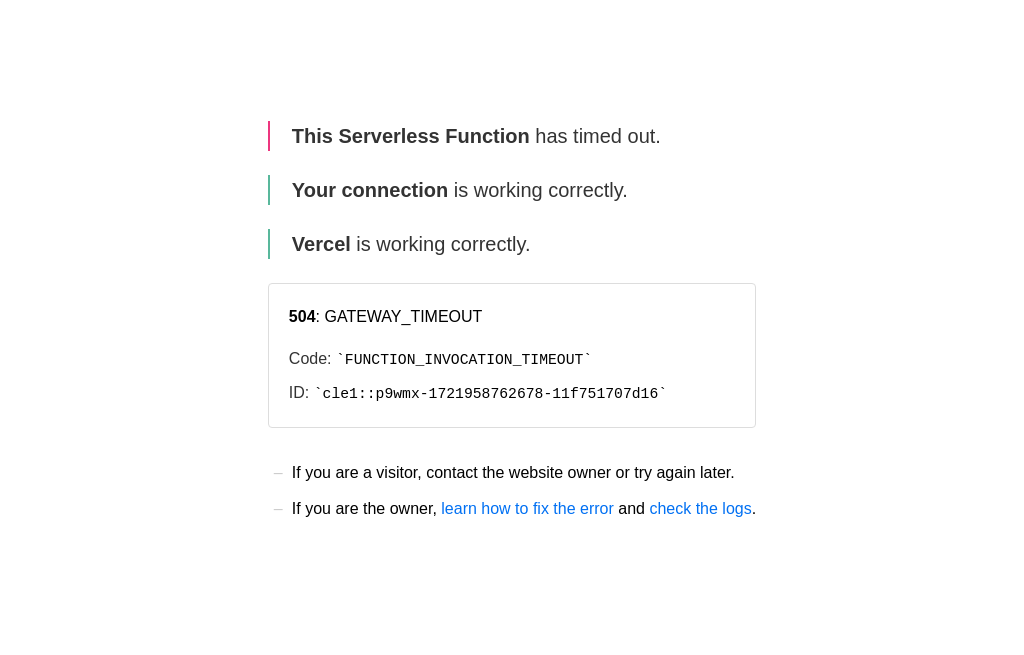 This Serverless Function has timed out.
Your connection is working correctly.
Vercel is working correctly.
504: GATEWAY_TIMEOUT
Code: `FUNCTION_INVOCATION_TIMEOUT`
ID: `cle1::p9wmx-1721958762678-11f751707d16`
– If you are a visitor, contact the website owner or try again later.
– If you are the owner, learn how to fix the error and check the logs.